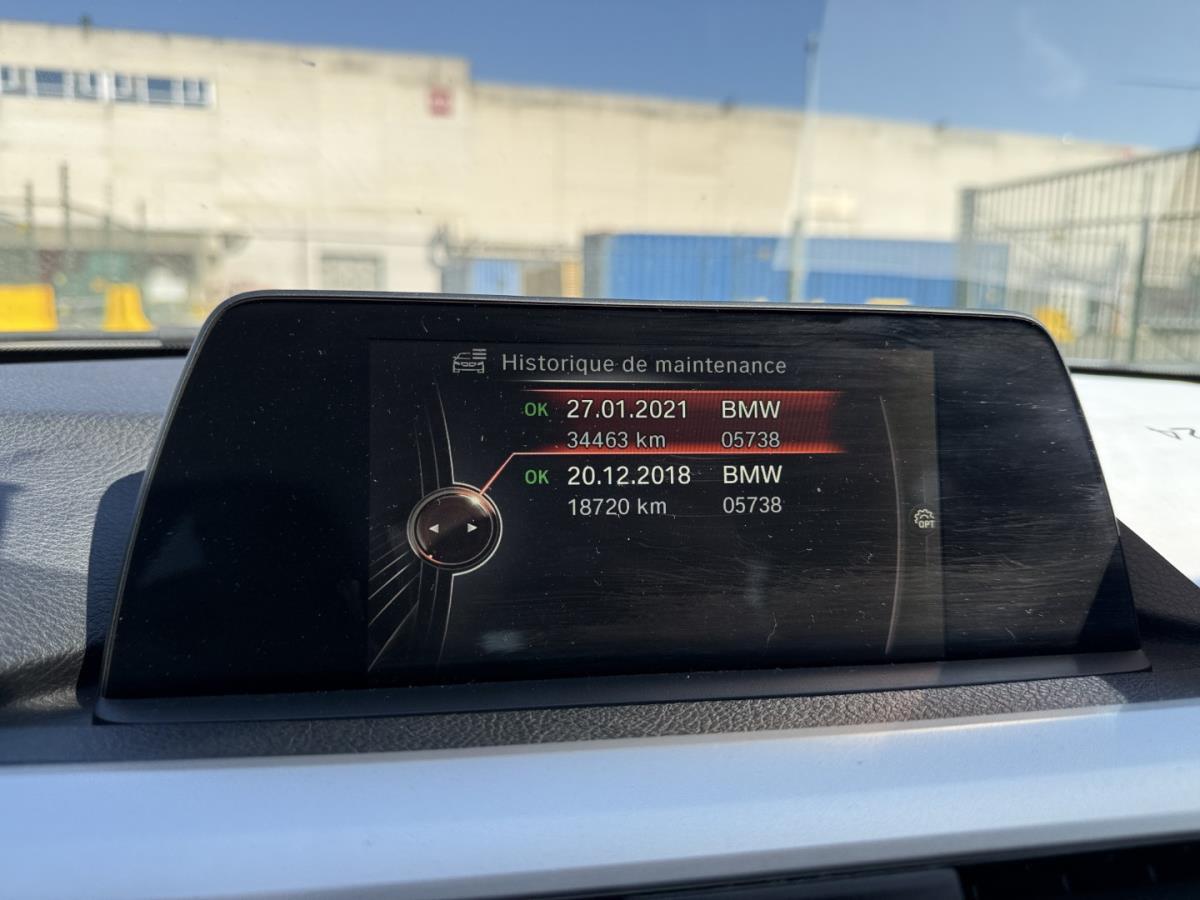 Historique de maintenance
OK 27.01.2021 BMW
34463 km 05738
OK 20.12.2018 BMW
18720 km 05738
OPT